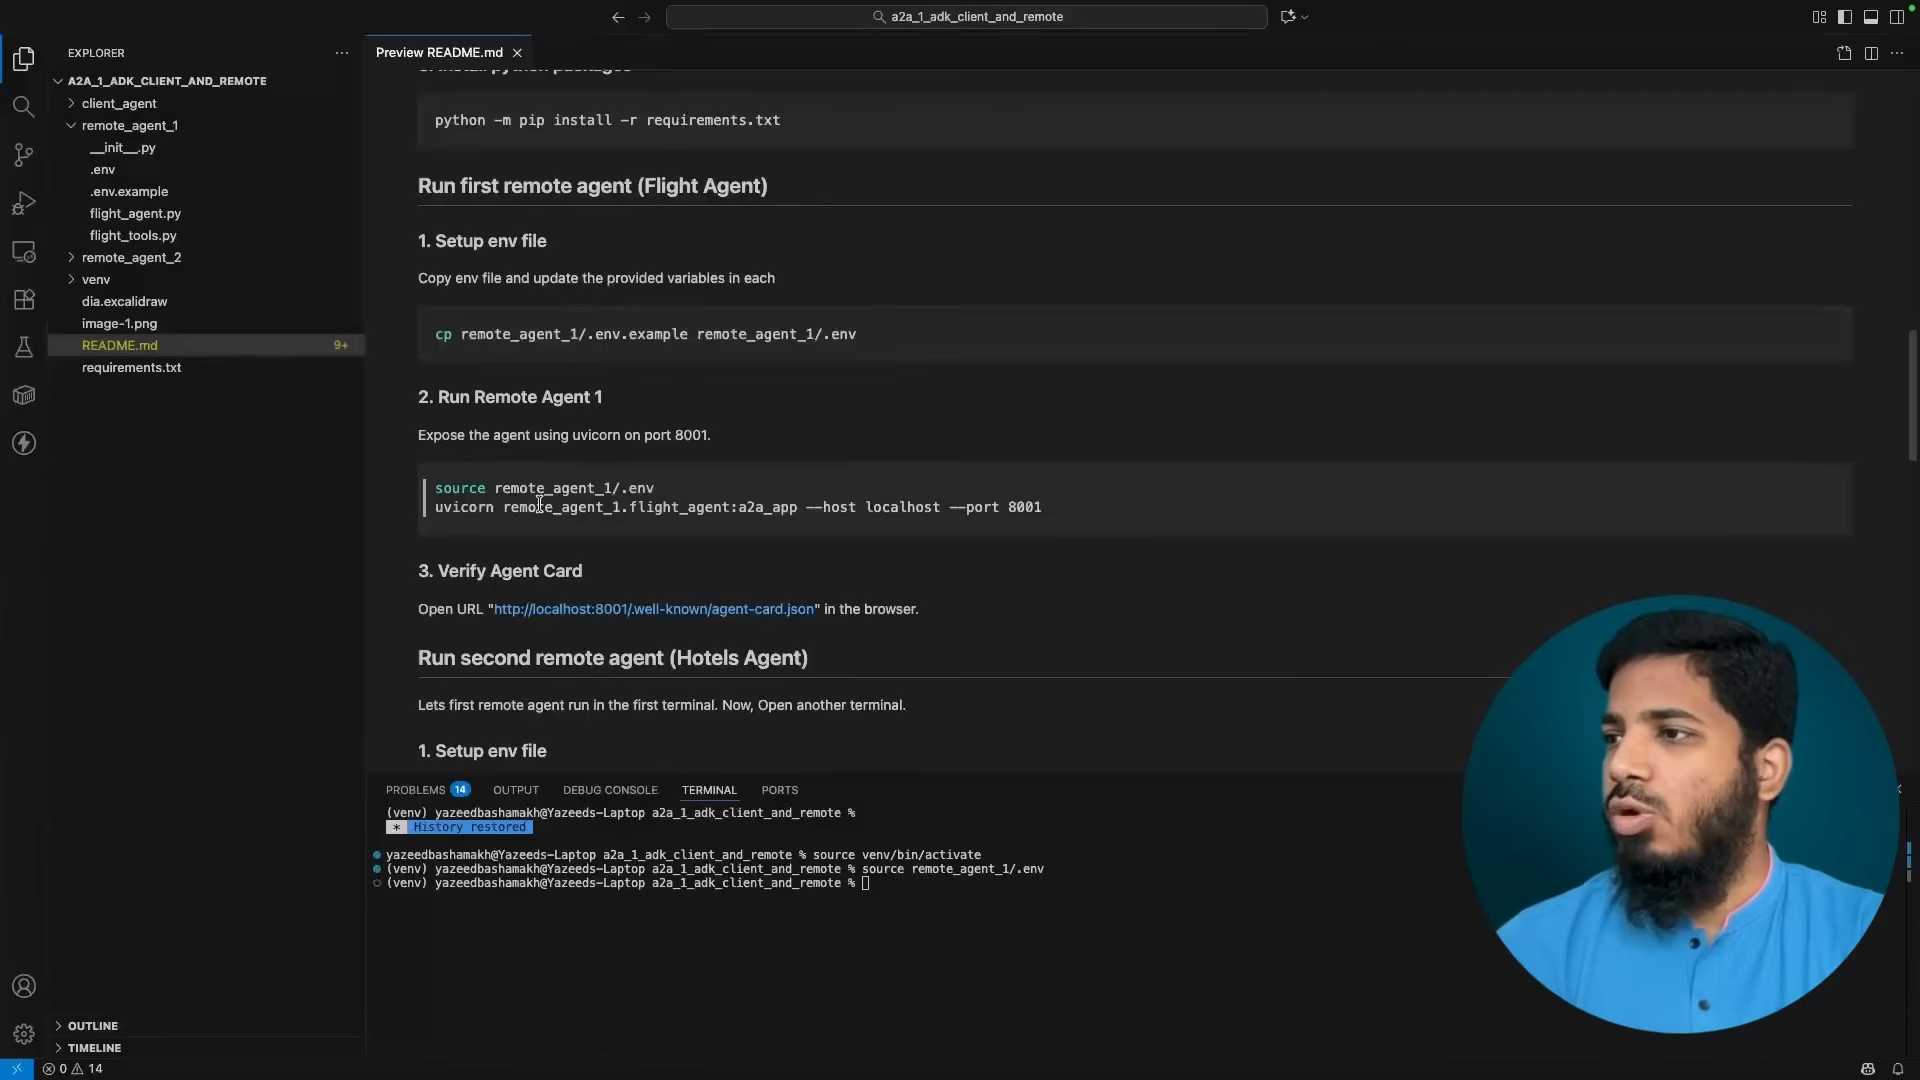 a2a_1_adk_client_and_remote
EXPLORER
Preview README.md
A2A_1_ADK_CLIENT_AND_REMOTE
client_agent
remote_agent_1
__init__.py
.env
.env.example
flight_agent.py
flight_tools.py
remote_agent_2
venv
dia.excalidraw
image-1.png
README.md 9+
requirements.txt
OUTLINE
TIMELINE
0 14
python -m pip install -r requirements.txt
Run first remote agent (Flight Agent)
1. Setup env file
Copy env file and update the provided variables in each
cp remote_agent_1/.env.example remote_agent_1/.env
2. Run Remote Agent 1
Expose the agent using uvicorn on port 8001.
source remote_agent_1/.env
uvicorn remote_agent_1.flight_agent:a2a_app --host localhost --port 8001
3. Verify Agent Card
Open URL "http://localhost:8001/.well-known/agent-card.json" in the browser.
Run second remote agent (Hotels Agent)
Lets first remote agent run in the first terminal. Now, Open another terminal.
1. Setup env file
PROBLEMS 14 OUTPUT DEBUG CONSOLE TERMINAL PORTS
(venv) yazeedbashamakh@Yazeeds-Laptop a2a_1_adk_client_and_remote %
* History restored
yazeedbashamakh@Yazeeds-Laptop a2a_1_adk_client_and_remote % source venv/bin/activate
(venv) yazeedbashamakh@Yazeeds-Laptop a2a_1_adk_client_and_remote % source remote_agent_1/.env
(venv) yazeedbashamakh@Yazeeds-Laptop a2a_1_adk_client_and_remote %